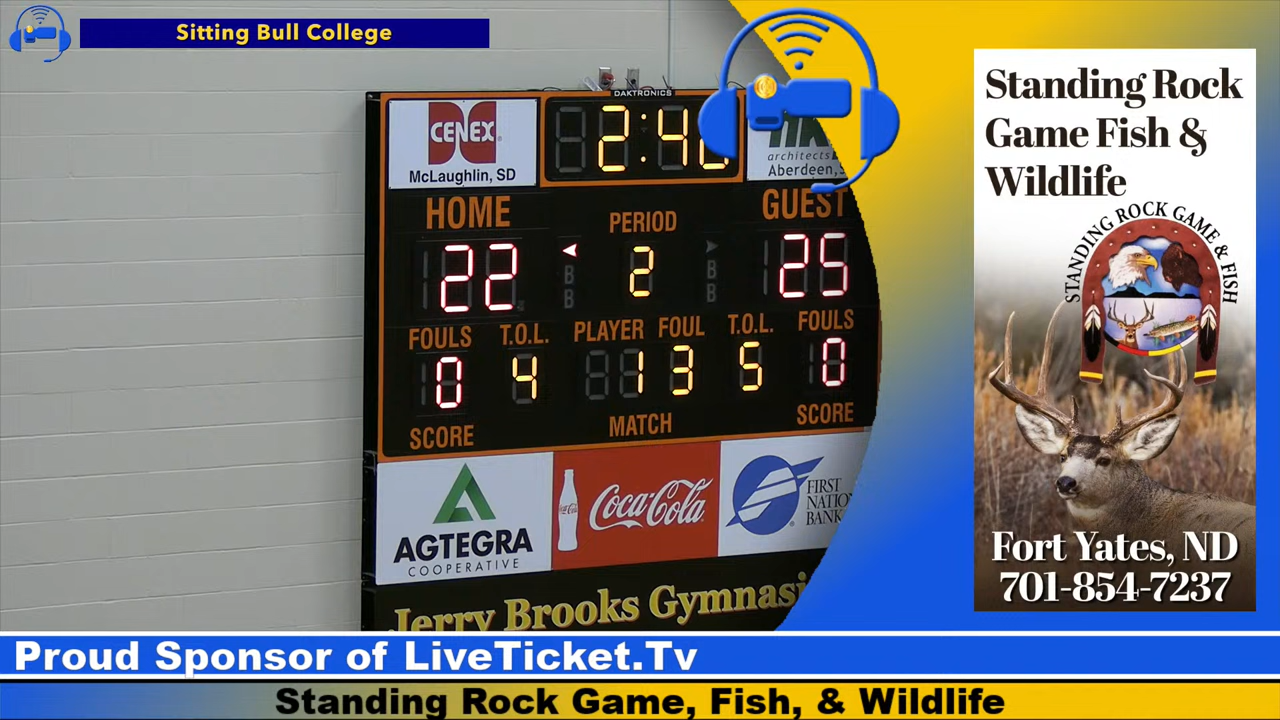 Sitting Bull College
DAKTRONICS
CENEX
McLaughlin, SD
2:4
architects
Aberdeen,
HOME
PERIOD
GUEST
22
2
25
B
B
B
B
FOULS
T.O.L.
PLAYER
FOUL
T.O.L.
FOULS
0
4
1
3
5
0
SCORE
MATCH
SCORE
AGTEGRA
COOPERATIVE
Coca-Cola
FIRST
NATIO
BANK
Jerry Brooks Gymnasi
Standing Rock
Game Fish &
Wildlife
STANDING ROCK GAME & FISH
Fort Yates, ND
701-854-7237
Proud Sponsor of LiveTicket.Tv
Standing Rock Game, Fish, & Wildlife